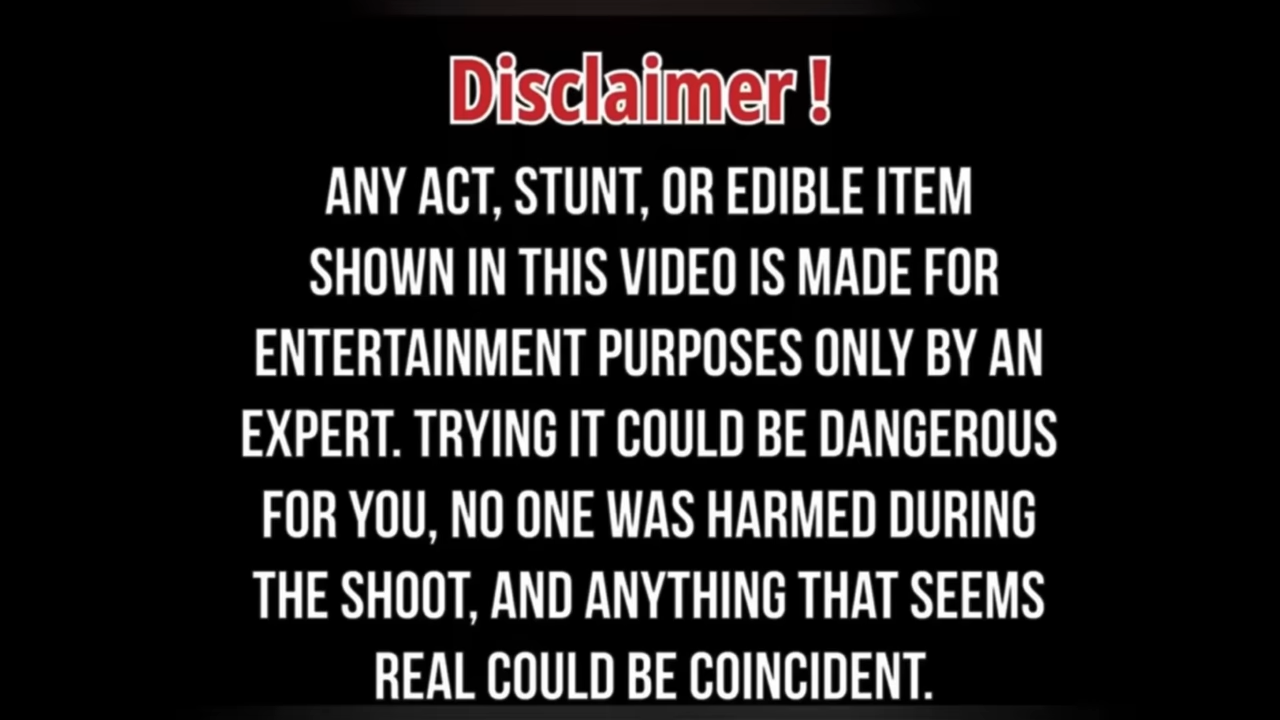 Disclaimer !
ANY ACT, STUNT, OR EDIBLE ITEM
SHOWN IN THIS VIDEO IS MADE FOR
ENTERTAINMENT PURPOSES ONLY BY AN
EXPERT. TRYING IT COULD BE DANGEROUS
FOR YOU, NO ONE WAS HARMED DURING
THE SHOOT, AND ANYTHING THAT SEEMS
REAL COULD BE COINCIDENT.